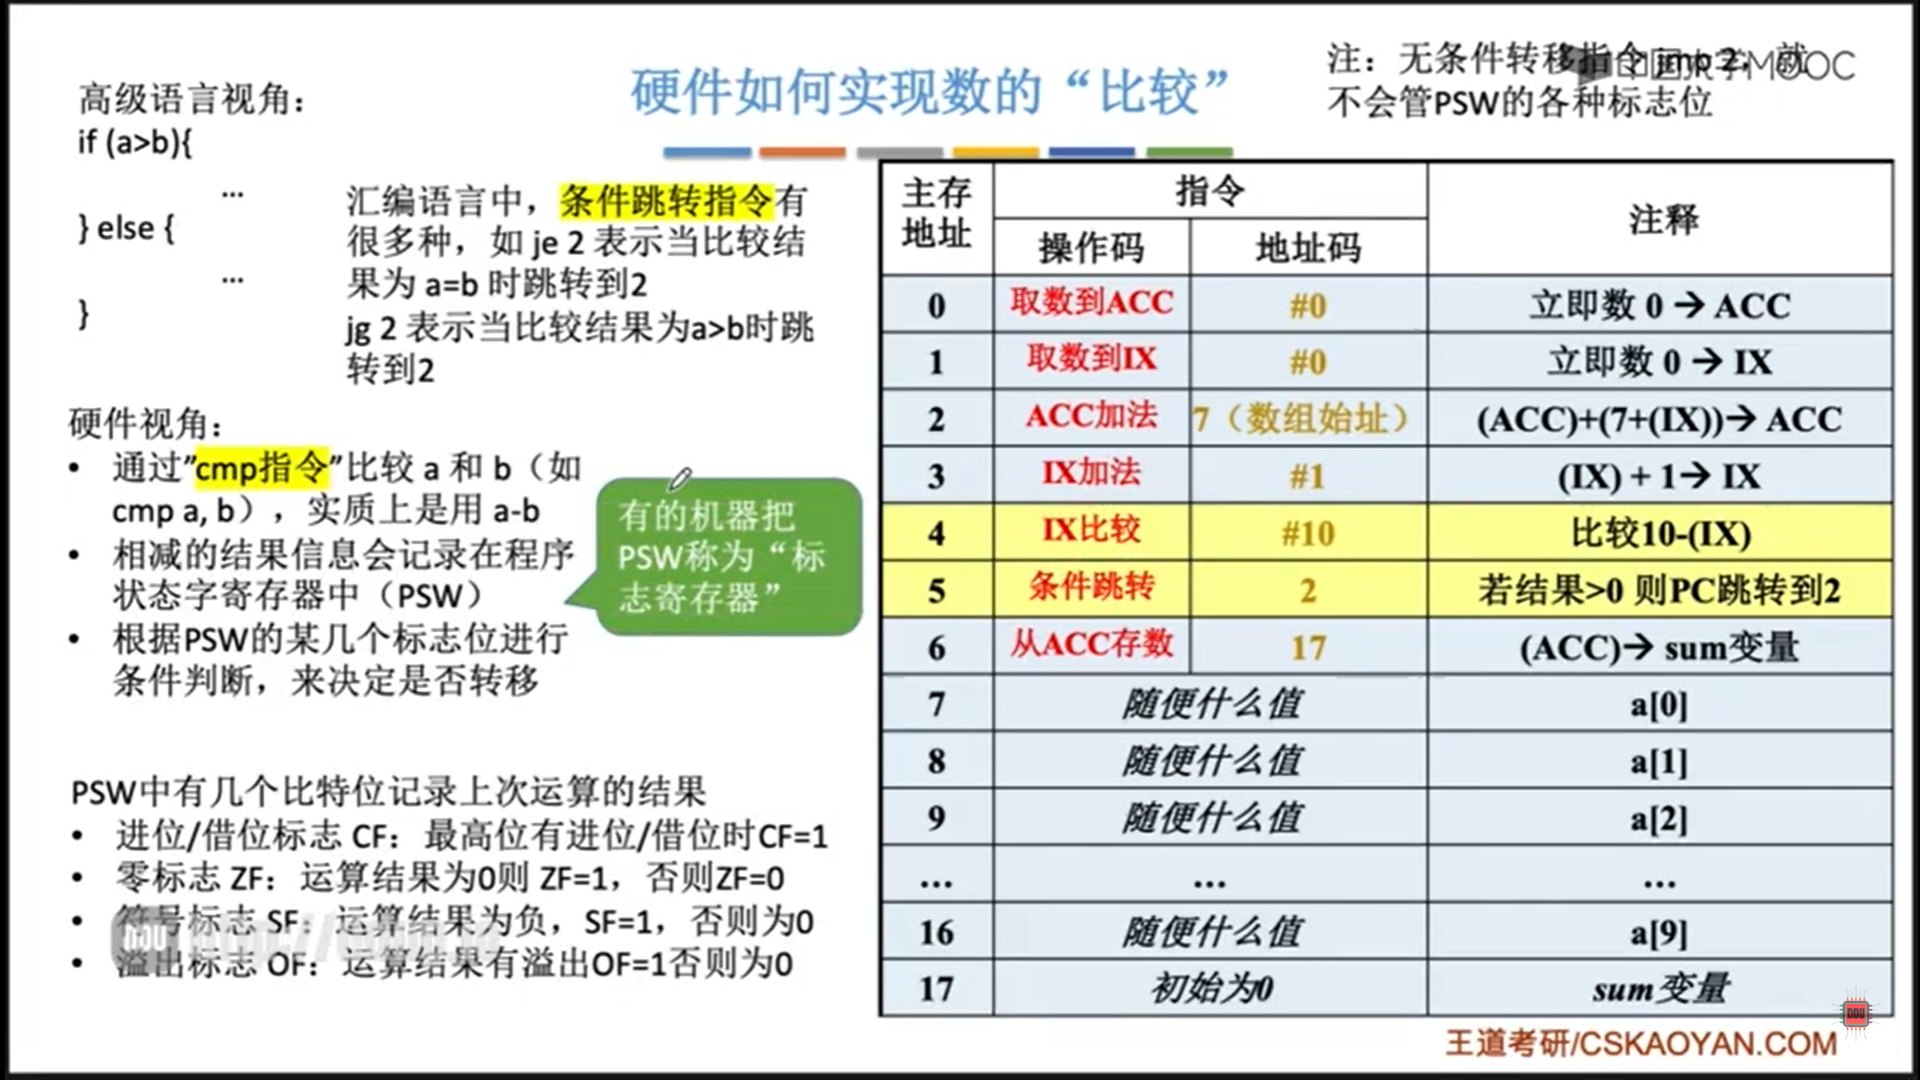 硬件如何实现数的“比较”
注：无条件转移指令 jmp 2，就
不会管PSW的各种标志位
高级语言视角：
if (a>b){
...
} else {
...
}
汇编语言中，条件跳转指令有
很多种，如 je 2 表示当比较结
果为 a=b 时跳转到2
jg 2 表示当比较结果为a>b时跳
转到2
硬件视角：
• 通过”cmp指令”比较 a 和 b（如
cmp a, b），实质上是用 a-b
• 相减的结果信息会记录在程序
状态字寄存器中（PSW）
• 根据PSW的某几个标志位进行
条件判断，来决定是否转移
有的机器把
PSW称为“标
志寄存器”
PSW中有几个比特位记录上次运算的结果
• 进位/借位标志 CF：最高位有进位/借位时CF=1
• 零标志 ZF：运算结果为0则 ZF=1，否则ZF=0
• 符号标志 SF：运算结果为负，SF=1，否则为0
• 溢出标志 OF：运算结果有溢出OF=1否则为0
主存地址 指令 注释
操作码 地址码
0 取数到ACC #0 立即数 0 → ACC
1 取数到IX #0 立即数 0 → IX
2 ACC加法 7（数组始址） (ACC)+(7+(IX))→ ACC
3 IX加法 #1 (IX) + 1→ IX
4 IX比较 #10 比较10-(IX)
5 条件跳转 2 若结果>0 则PC跳转到2
6 从ACC存数 17 (ACC)→ sum变量
7 随便什么值 a[0]
8 随便什么值 a[1]
9 随便什么值 a[2]
... ... ...
16 随便什么值 a[9]
17 初始为0 sum变量
王道考研/CSKAOYAN.COM